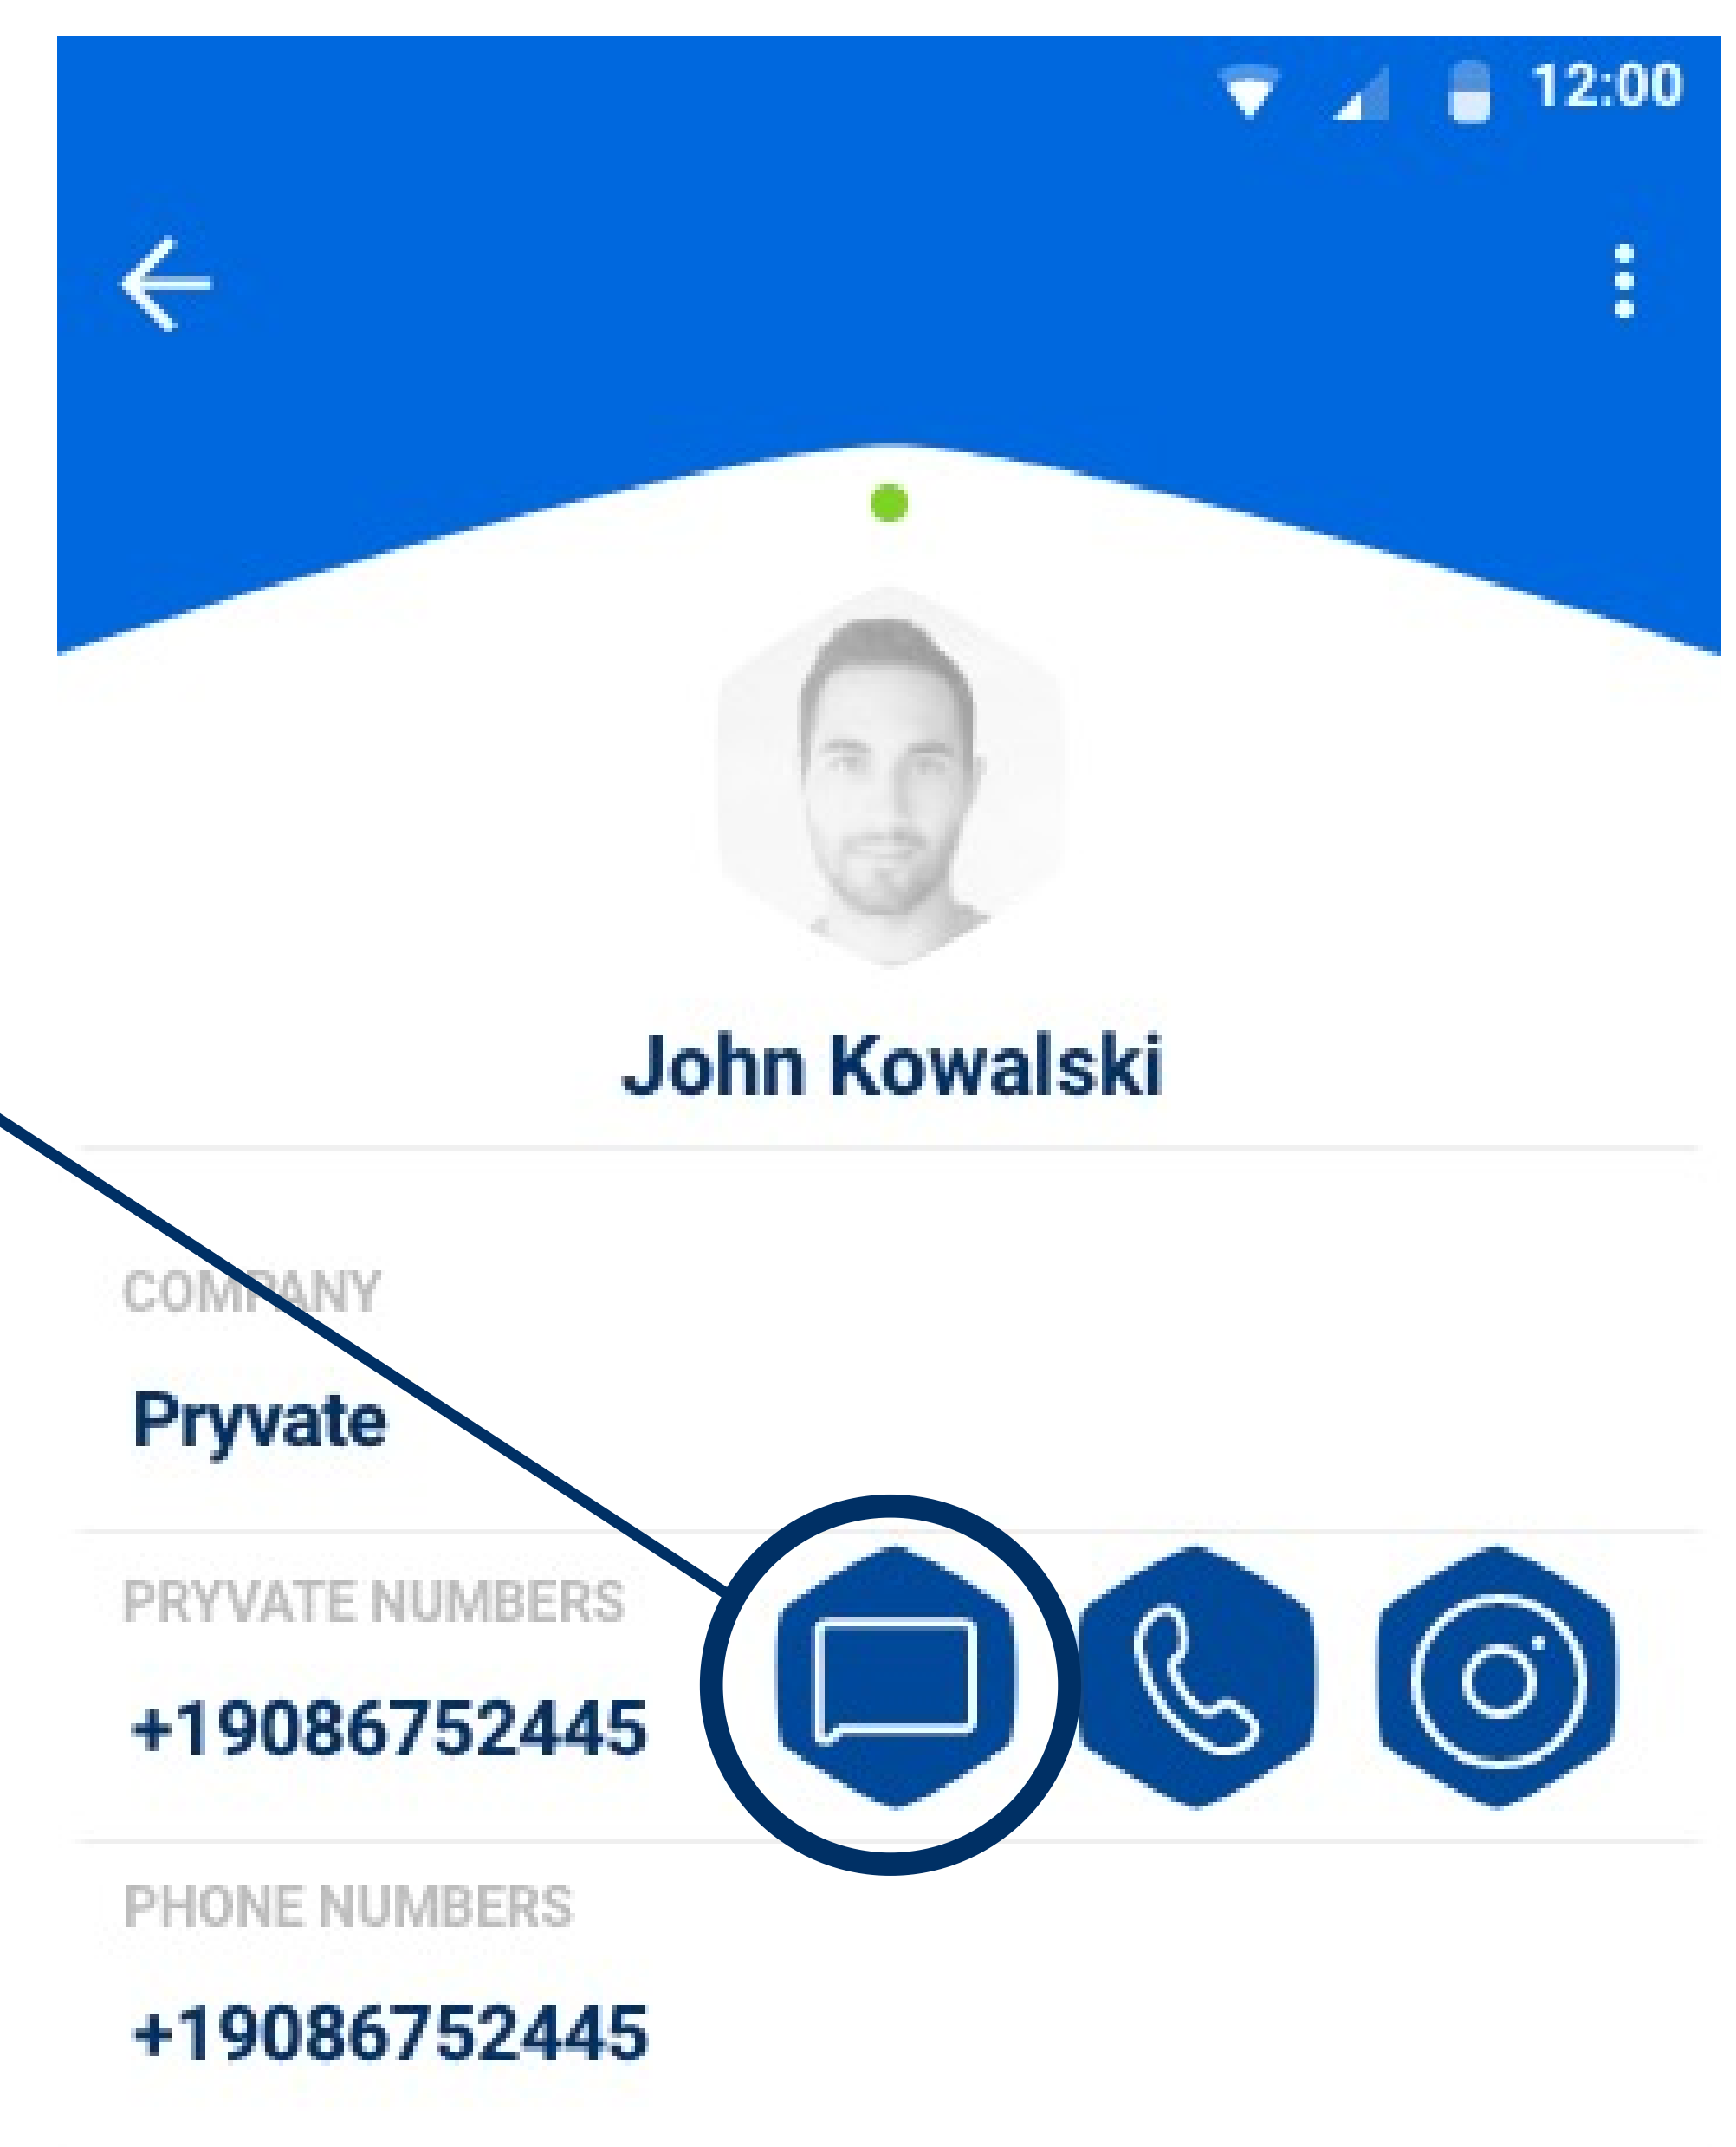 12:00
John Kowalski
COMPANY
Pryvate
PRYVATE NUMBERS
+19086752445
PHONE NUMBERS
+19086752445